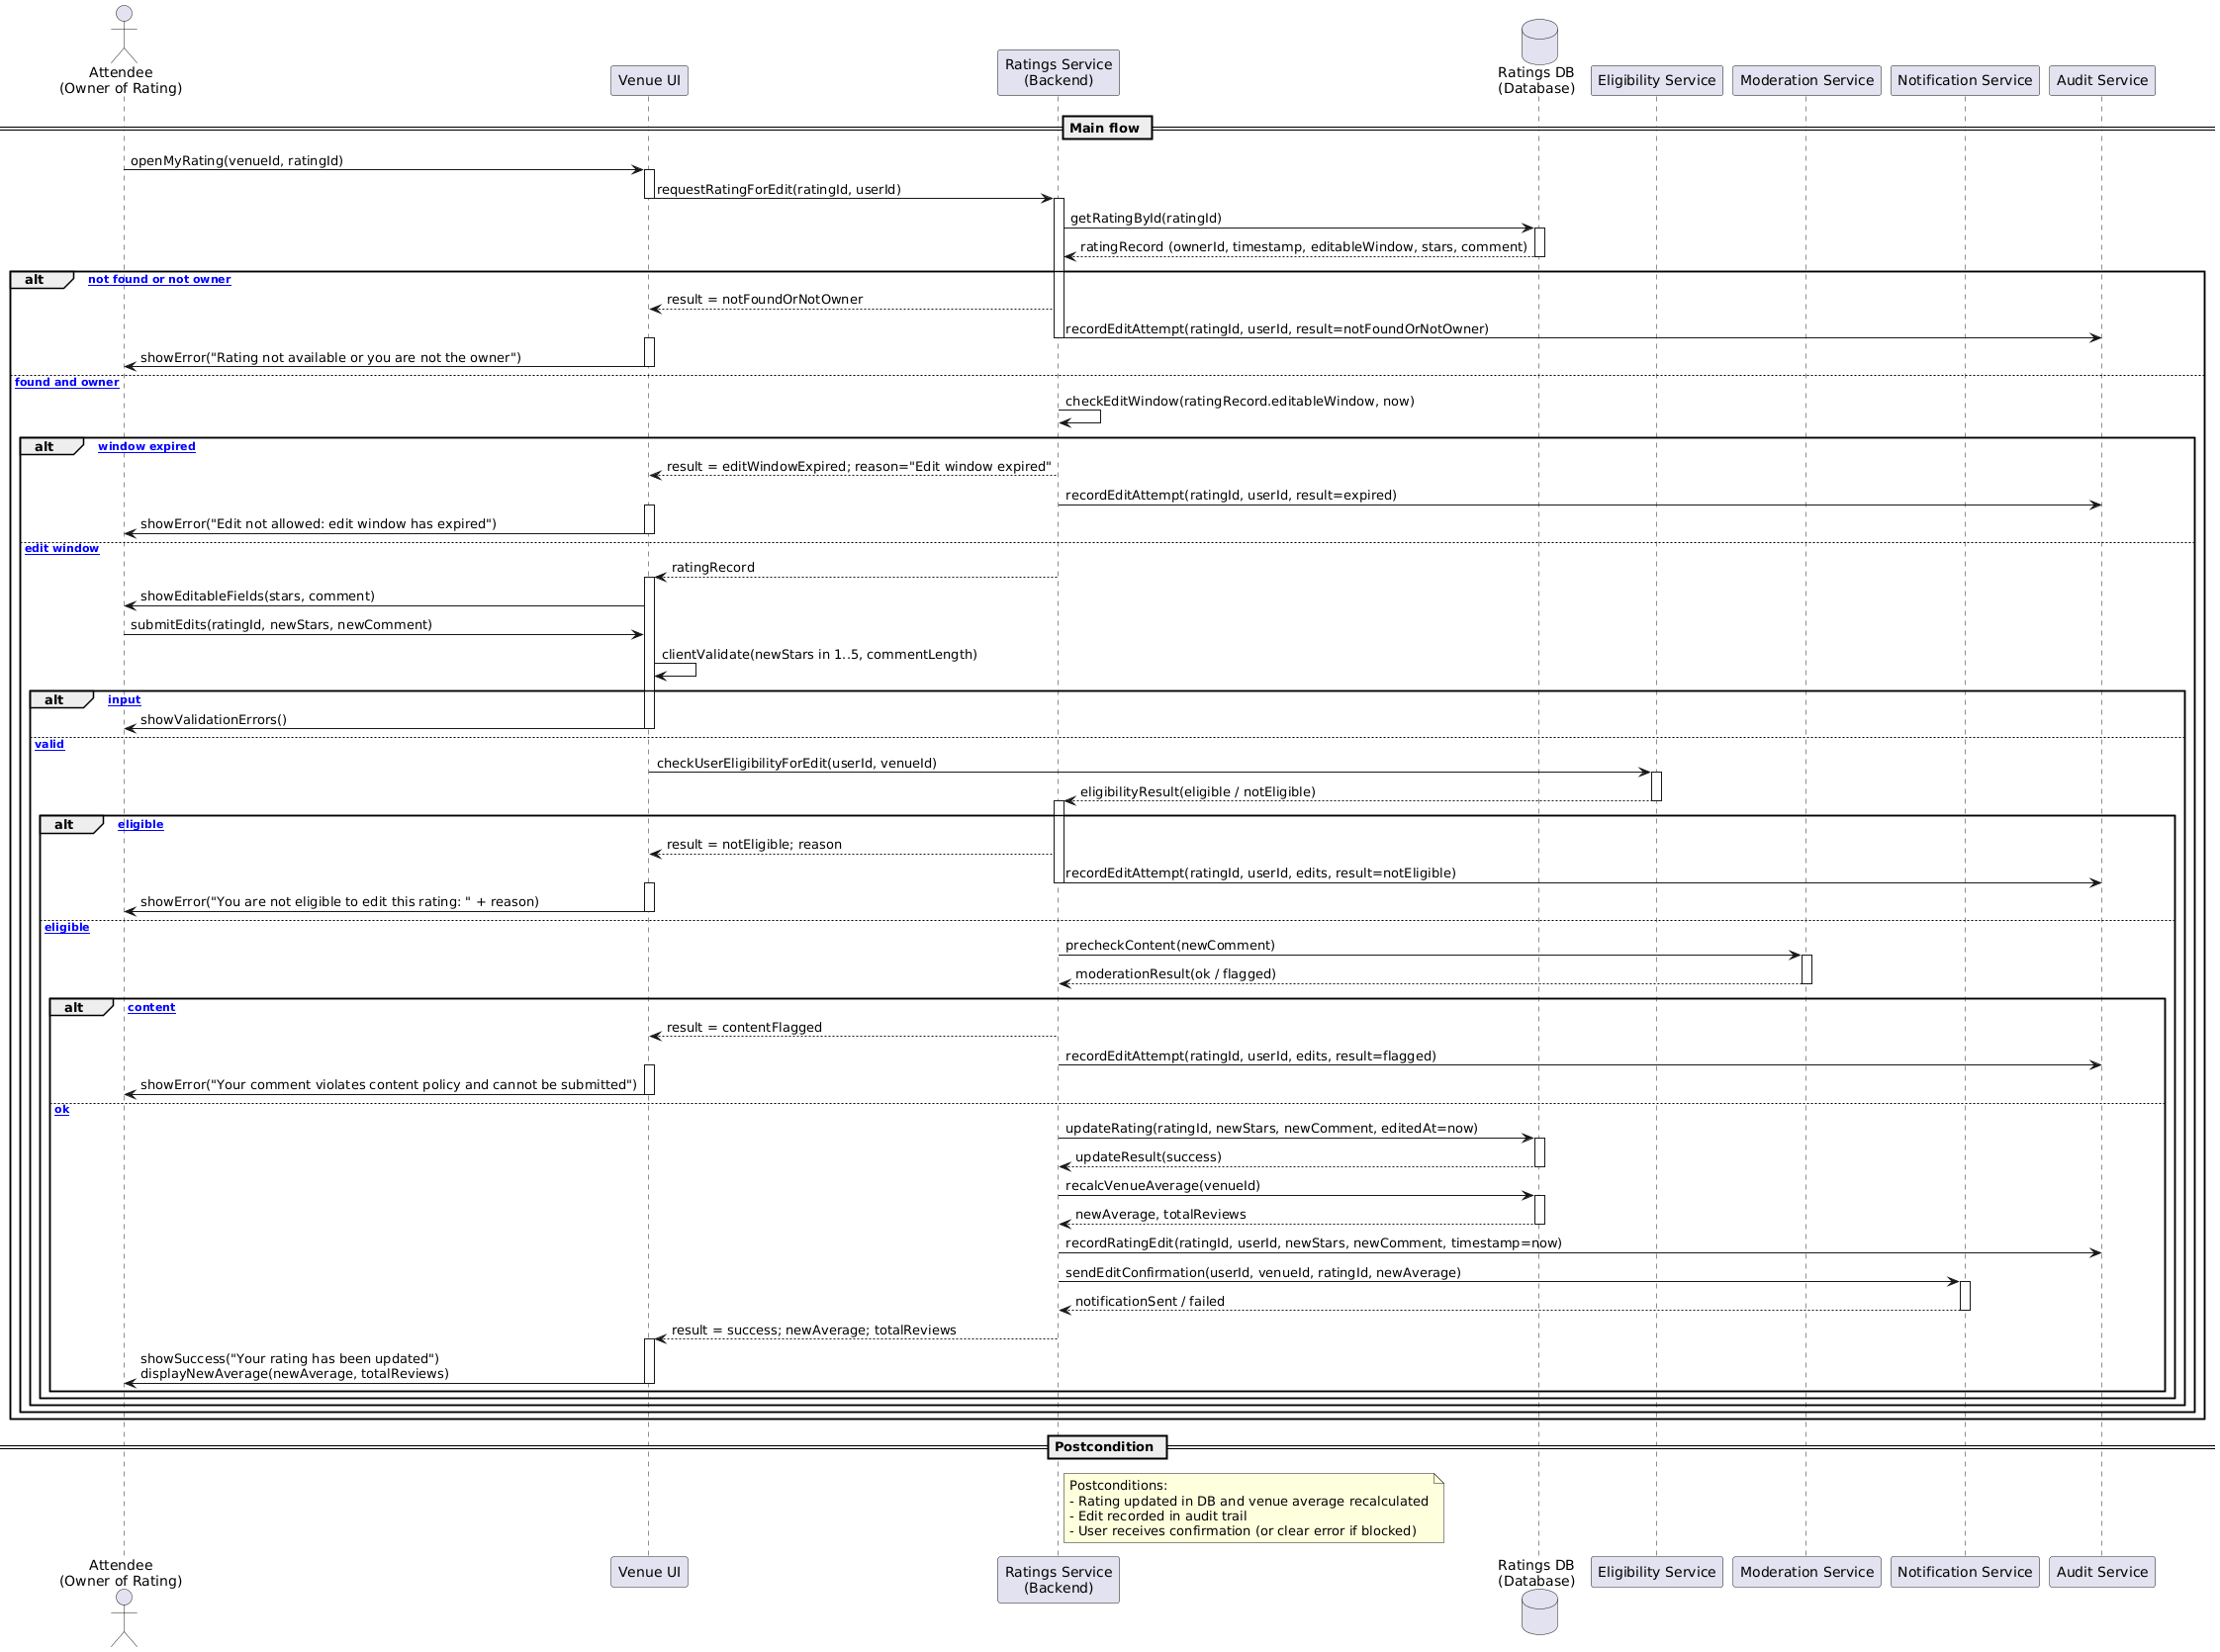 Attendee
(Owner of Rating)
Venue UI
Ratings Service
(Backend)
Ratings DB
(Database)
Eligibility Service
Moderation Service
Notification Service
Audit Service
Main flow
openMyRating(venueId, ratingId)
requestRatingForEdit(ratingId, userId)
getRatingById(ratingId)
ratingRecord (ownerId, timestamp, editableWindow, stars, comment)
alt
not found or not owner
result = notFoundOrNotOwner
recordEditAttempt(ratingId, userId, result=notFoundOrNotOwner)
showError("Rating not available or you are not the owner")
found and owner
checkEditWindow(ratingRecord.editableWindow, now)
alt
window expired
result = editWindowExpired; reason="Edit window expired"
recordEditAttempt(ratingId, userId, result=expired)
showError("Edit not allowed: edit window has expired")
edit window
ratingRecord
showEditableFields(stars, comment)
submitEdits(ratingId, newStars, newComment)
clientValidate(newStars in 1..5, commentLength)
alt
input
showValidationErrors()
valid
checkUserEligibilityForEdit(userId, venueId)
eligibilityResult(eligible / notEligible)
alt
eligible
result = notEligible; reason
recordEditAttempt(ratingId, userId, edits, result=notEligible)
showError("You are not eligible to edit this rating: " + reason)
eligible
precheckContent(newComment)
moderationResult(ok / flagged)
alt
content
result = contentFlagged
recordEditAttempt(ratingId, userId, edits, result=flagged)
showError("Your comment violates content policy and cannot be submitted")
ok
updateRating(ratingId, newStars, newComment, editedAt=now)
updateResult(success)
recalcVenueAverage(venueId)
newAverage, totalReviews
recordRatingEdit(ratingId, userId, newStars, newComment, timestamp=now)
sendEditConfirmation(userId, venueId, ratingId, newAverage)
notificationSent / failed
result = success; newAverage; totalReviews
showSuccess("Your rating has been updated")
displayNewAverage(newAverage, totalReviews)
Postcondition
Postconditions:
- Rating updated in DB and venue average recalculated
- Edit recorded in audit trail
- User receives confirmation (or clear error if blocked)
Attendee
(Owner of Rating)
Venue UI
Ratings Service
(Backend)
Ratings DB
(Database)
Eligibility Service
Moderation Service
Notification Service
Audit Service